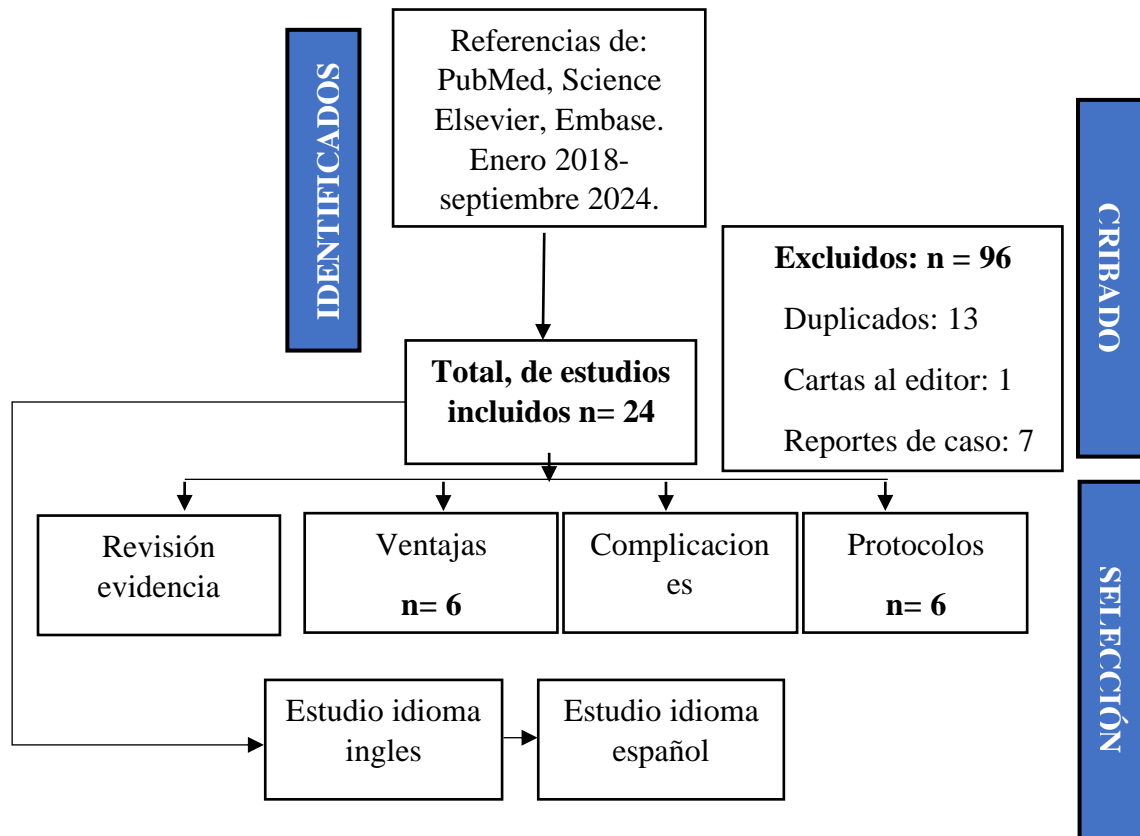 IDENTIFICADOS
Referencias de:
PubMed, Science
Elsevier, Embase.
Enero 2018-
septiembre 2024.
CRIBADO
Excluidos: n = 96
Duplicados: 13
Cartas al editor: 1
Reportes de caso: 7
Total, de estudios
incluidos n= 24
SELECCIÓN
Revisión
evidencia
Ventajas
n= 6
Complicacion
es
Protocolos
n= 6
Estudio idioma
ingles
Estudio idioma
español